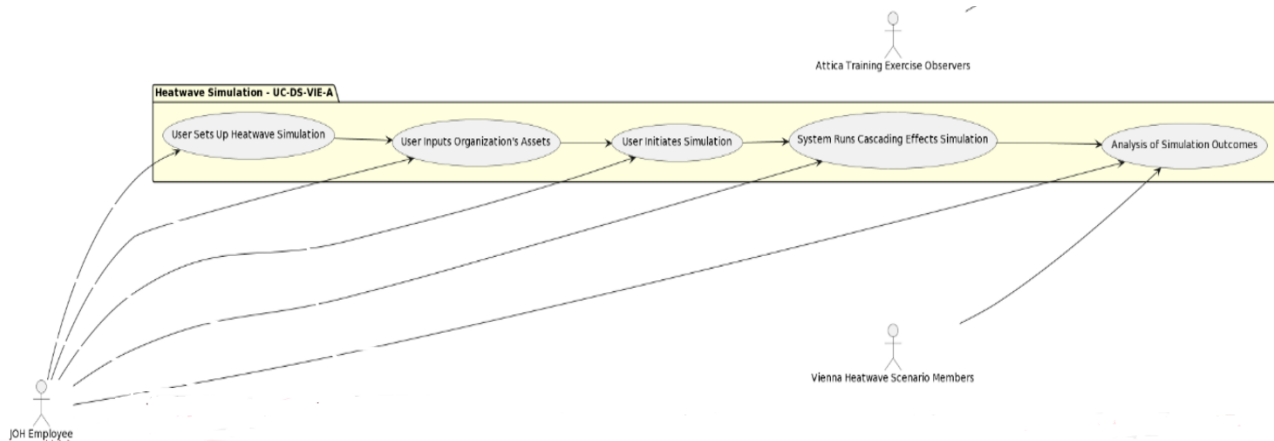 Attica Training Exercise Observers
Heatwave Simulation - UC-DS-VIE-A
User Sets Up Heatwave Simulation
User Inputs Organization's Assets
User Initiates Simulation
System Runs Cascading Effects Simulation
Analysis of Simulation Outcomes
Vienna Heatwave Scenario Members
JOH Employee